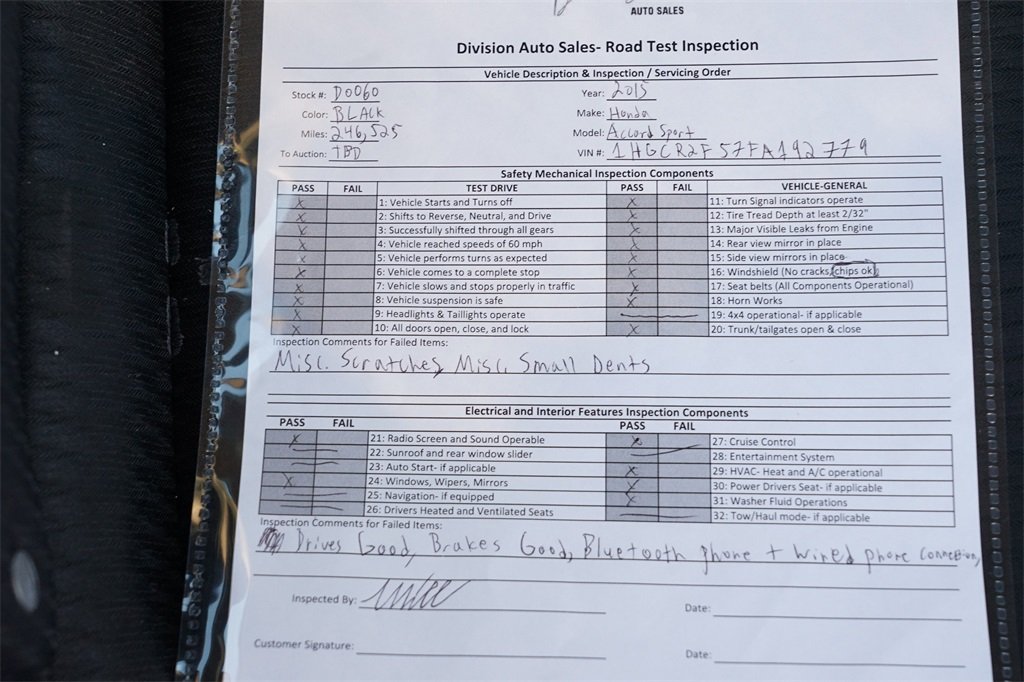 AUTO SALES
Division Auto Sales- Road Test Inspection
Vehicle Description & Inspection / Servicing Order
Stock #: D0060 Year: 2015
Color: BLACK Make: Honda
Miles: 246,525 Model: Accord Sport
To Auction: TBD VIN #: 1HGCR2F57FA192779
Safety Mechanical Inspection Components
PASS FAIL TEST DRIVE PASS FAIL VEHICLE-GENERAL
X 1: Vehicle Starts and Turns off X 11: Turn Signal indicators operate
X 2: Shifts to Reverse, Neutral, and Drive X 12: Tire Tread Depth at least 2/32"
X 3: Successfully shifted through all gears X 13: Major Visible Leaks from Engine
X 4: Vehicle reached speeds of 60 mph X 14: Rear view mirror in place
X 5: Vehicle performs turns as expected X 15: Side view mirrors in place
X 6: Vehicle comes to a complete stop X 16: Windshield (No cracks, chips ok)
X 7: Vehicle slows and stops properly in traffic X 17: Seat belts (All Components Operational)
X 8: Vehicle suspension is safe X 18: Horn Works
X 9: Headlights & Taillights operate 19: 4x4 operational- if applicable
X 10: All doors open, close, and lock X 20: Trunk/tailgates open & close
Inspection Comments for Failed Items:
Misc. Scratches, Misc. Small Dents
Electrical and Interior Features Inspection Components
PASS FAIL PASS FAIL
X 21: Radio Screen and Sound Operable X 27: Cruise Control
22: Sunroof and rear window slider 28: Entertainment System
23: Auto Start- if applicable X 29: HVAC- Heat and A/C operational
X 24: Windows, Wipers, Mirrors X 30: Power Drivers Seat- if applicable
25: Navigation- if equipped X 31: Washer Fluid Operations
26: Drivers Heated and Ventilated Seats 32: Tow/Haul mode- if applicable
Inspection Comments for Failed Items:
Drives Good, Brakes Good, Bluetooth phone + wired phone connection,
Inspected By: Date:
Customer Signature: Date: